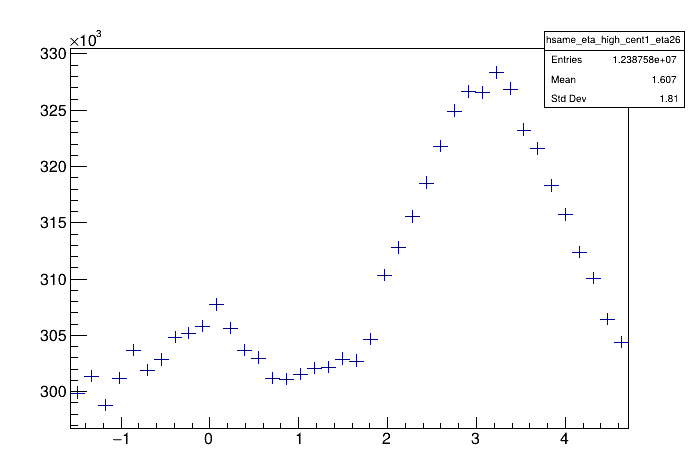 ×10³
hsame_eta_high_cent1_eta26
Entries 1.238758e+07
Mean 1.607
Std Dev 1.81
330
325
320
315
310
305
300
−1 0 1 2 3 4